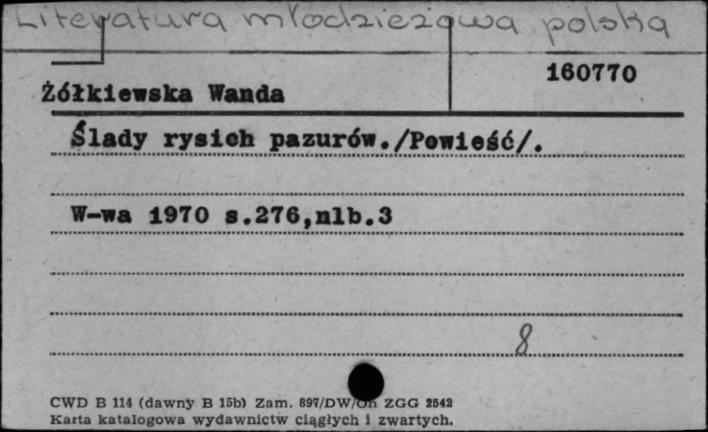 Literatura młodzieżowa polska
160770
Żółkiewska Wanda
Ślady rysich pazurów./Powieść/.
W-wa 1970 s.276,nlb.3
8
CWD B 114 (dawny B 15b) Zam. 897/DW/Oh ZGG 2542
Karta katalogowa wydawnictw ciągłych i zwartych.